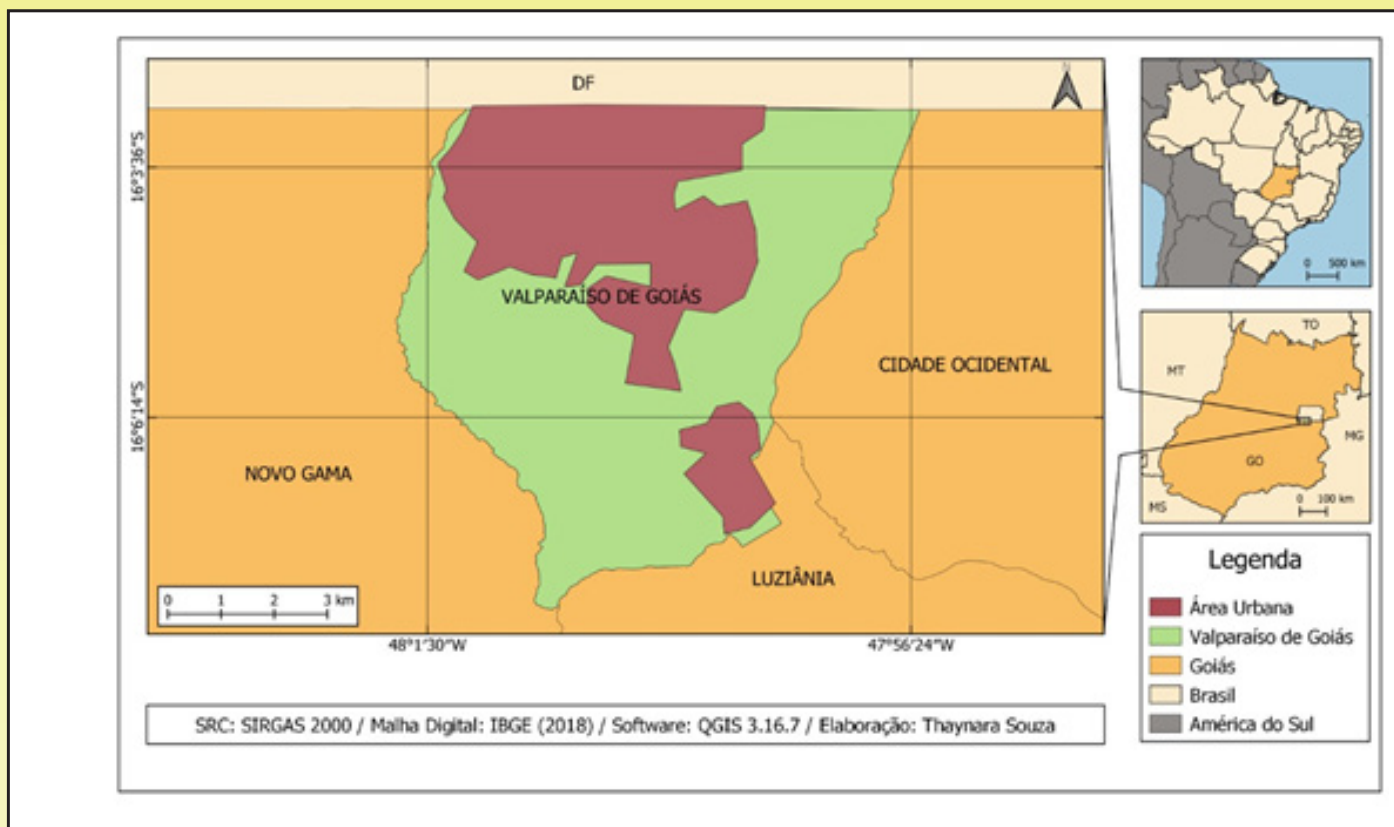 DF
N
16°3'36"S
VALPARAÍSO DE GOIÁS
CIDADE OCIDENTAL
16°6'14"S
NOVO GAMA
LUZIÂNIA
0 1 2 3 km
48°1'30"W
47°56'24"W
0 500 km
TO
MT
MG
GO
MS
0 100 km
Legenda
Área Urbana
Valparaíso de Goiás
Goiás
Brasil
América do Sul
SRC: SIRGAS 2000 / Malha Digital: IBGE (2018) / Software: QGIS 3.16.7 / Elaboração: Thaynara Souza